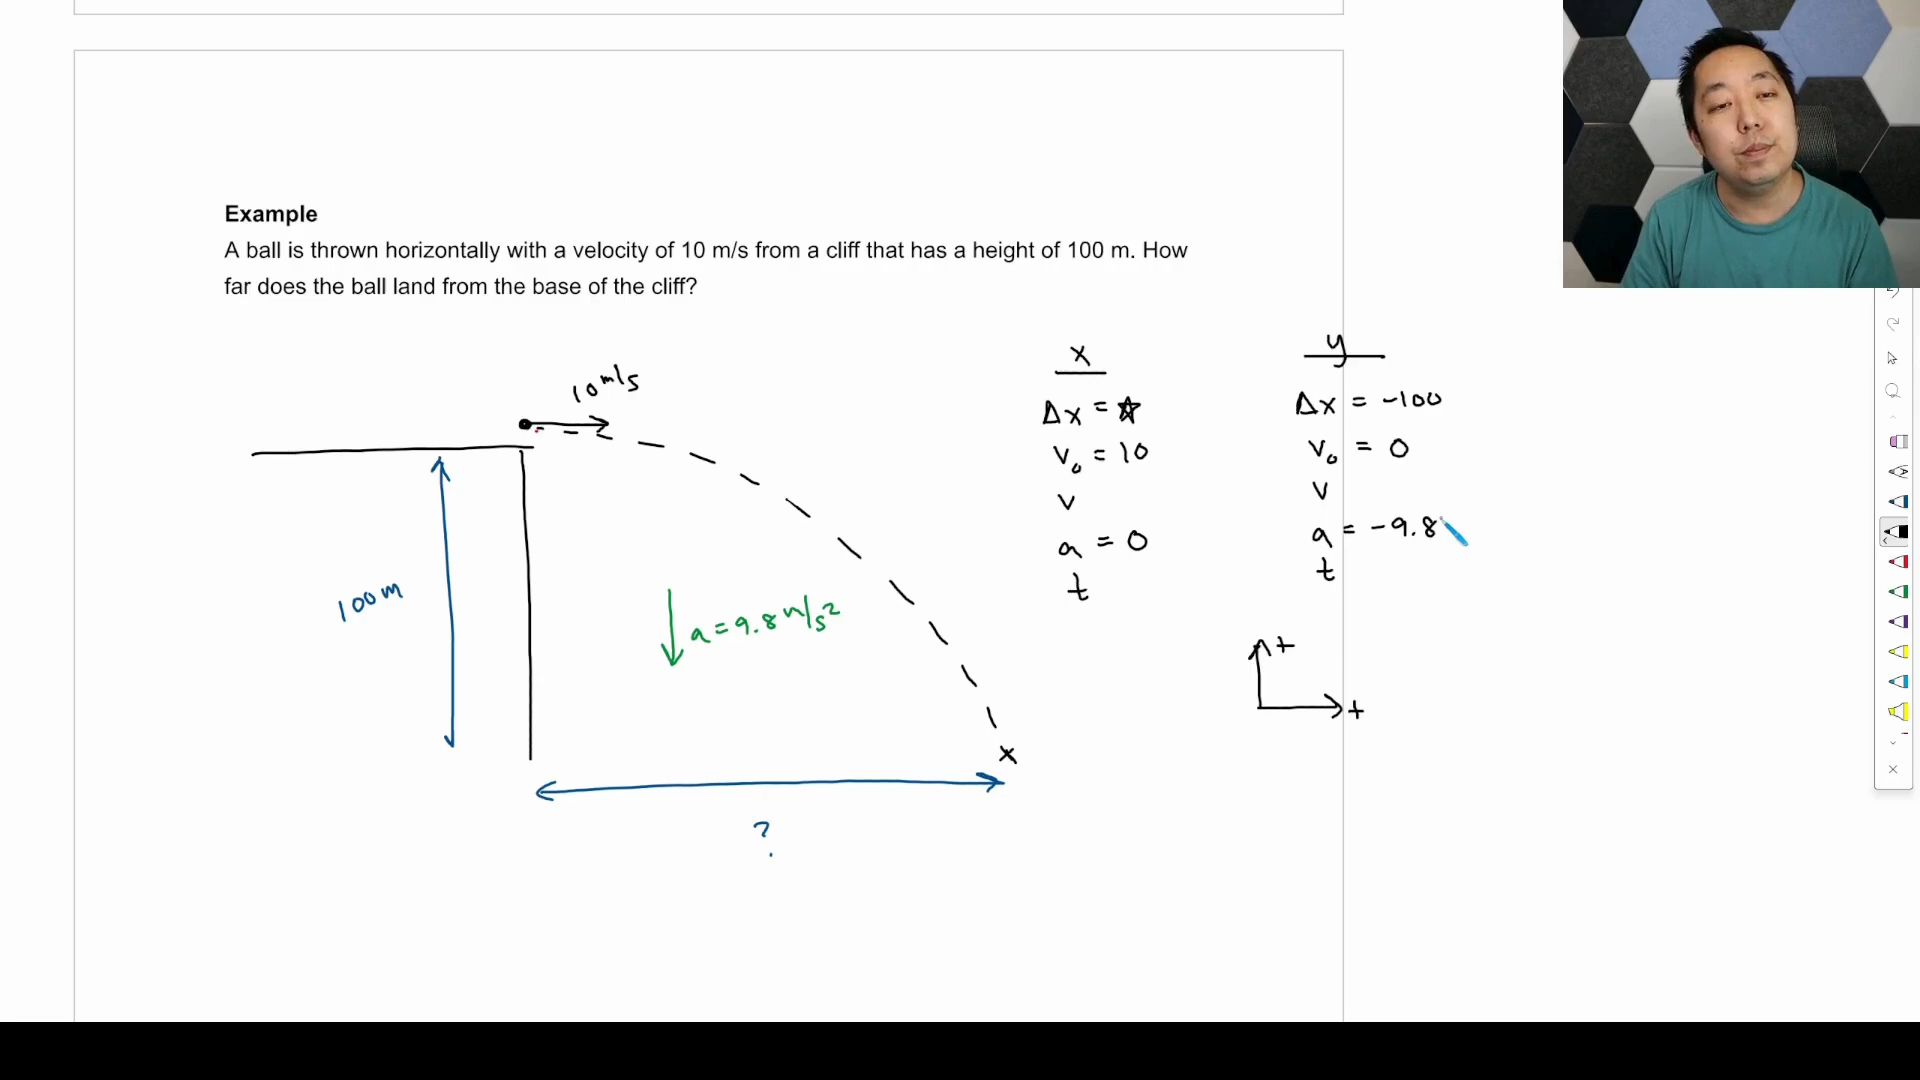 Example
A ball is thrown horizontally with a velocity of 10 m/s from a cliff that has a height of 100 m. How
far does the ball land from the base of the cliff?
10 m/s
100 m
a = 9.8 m/s²
?
x
Δx = ☆
v₀ = 10
v
a = 0
t
y
Δx = -100
v₀ = 0
v
a = -9.8
t
+
+
x